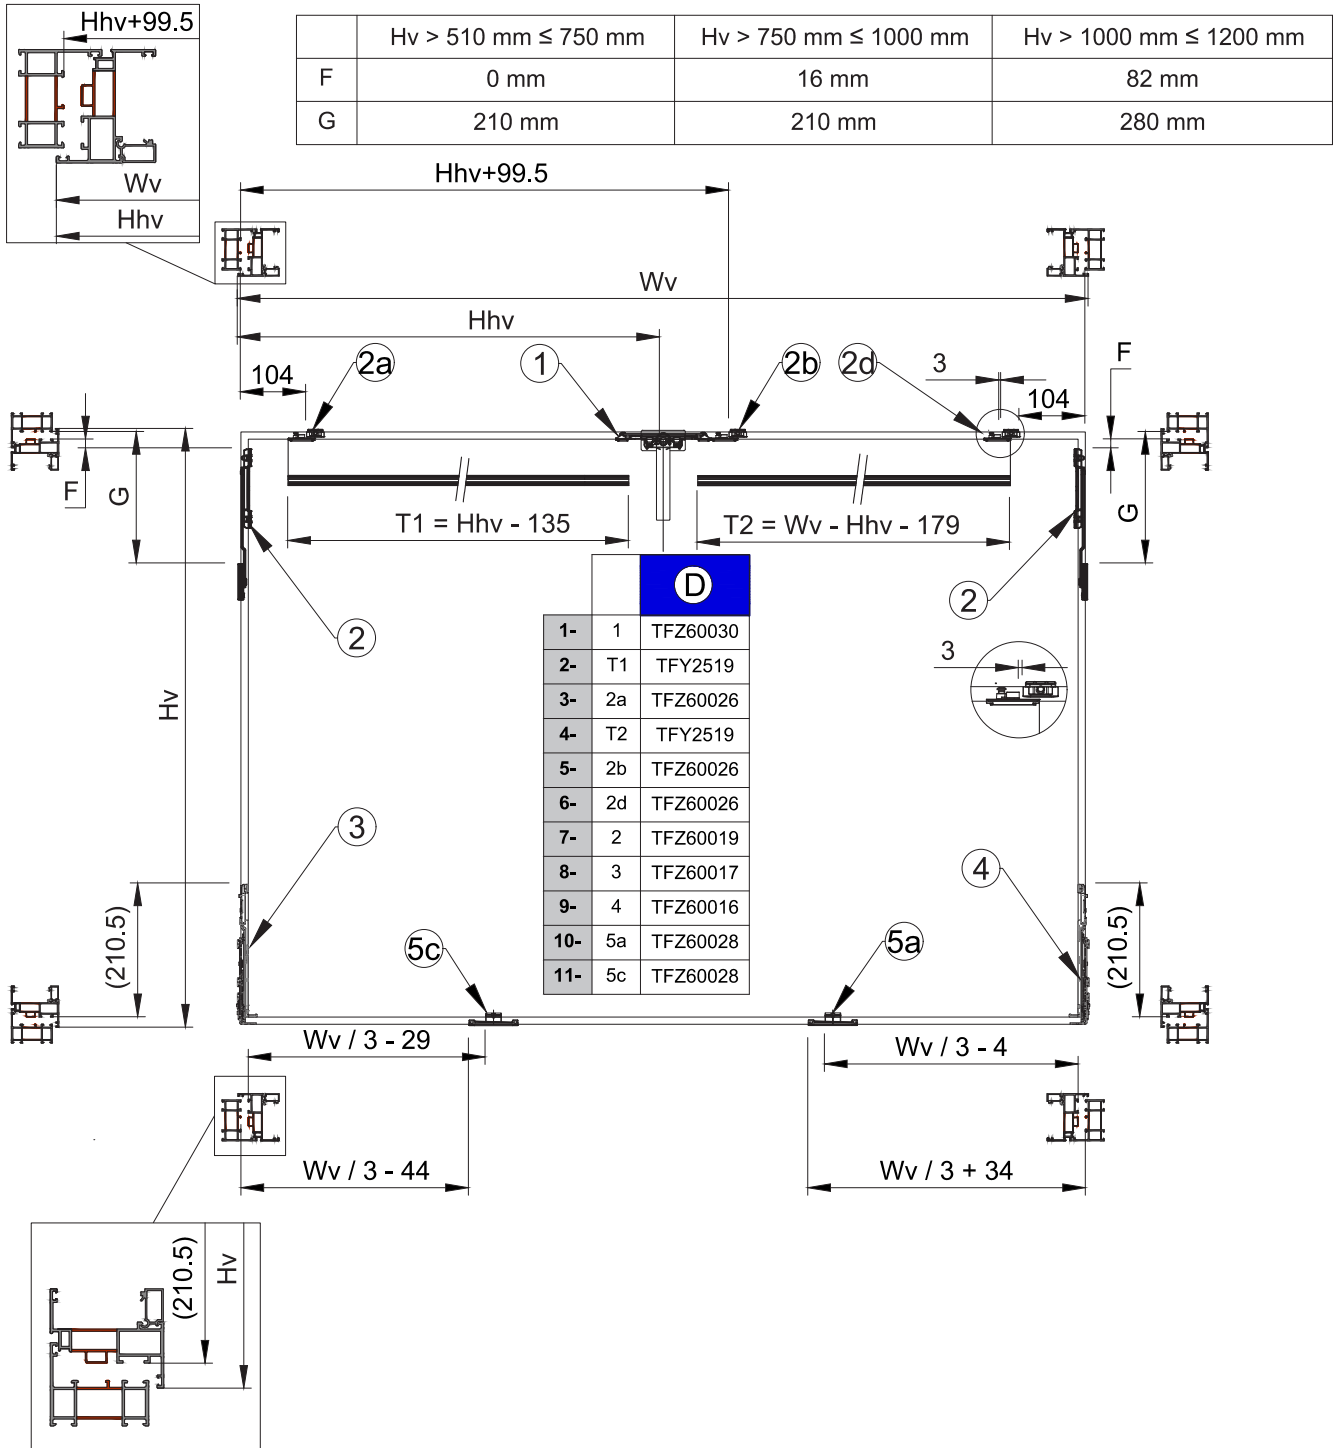 Hhv+99.5
Wv
Hhv
Hv > 510 mm ≤ 750 mm Hv > 750 mm ≤ 1000 mm Hv > 1000 mm ≤ 1200 mm
F 0 mm 16 mm 82 mm
G 210 mm 210 mm 280 mm
Hhv+99.5
Wv
Hhv
104
2a
1
2b
2d
3
104
F
F
G
G
T1 = Hhv - 135
T2 = Wv - Hhv - 179
2
2
Hv
3
D
1- 1 TFZ60030
2- T1 TFY2519
3- 2a TFZ60026
4- T2 TFY2519
5- 2b TFZ60026
6- 2d TFZ60026
7- 2 TFZ60019
8- 3 TFZ60017
9- 4 TFZ60016
10- 5a TFZ60028
11- 5c TFZ60028
3
4
(210.5)
(210.5)
5c
5a
Wv / 3 - 29
Wv / 3 - 4
Wv / 3 - 44
Wv / 3 + 34
(210.5)
Hv